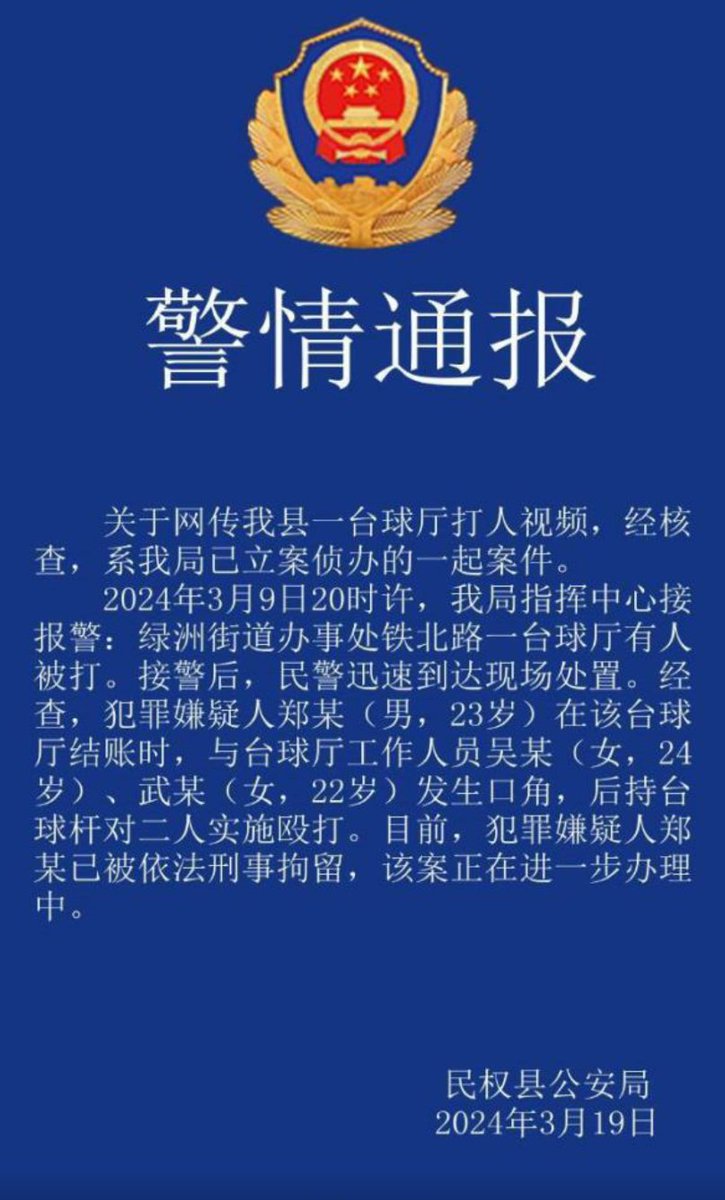 警情通报
关于网传我县一台球厅打人视频，经核
查，系我局已立案侦办的一起案件。
2024年3月9日20时许，我局指挥中心接
报警：绿洲街道办事处铁北路一台球厅有人
被打。接警后，民警迅速到达现场处置。经
查，犯罪嫌疑人郑某（男，23岁）在该台球
厅结账时，与台球厅工作人员吴某（女，24
岁）、武某（女，22岁）发生口角，后持台
球杆对二人实施殴打。目前，犯罪嫌疑人郑
某已被依法刑事拘留，该案正在进一步办理
中。
民权县公安局
2024年3月19日